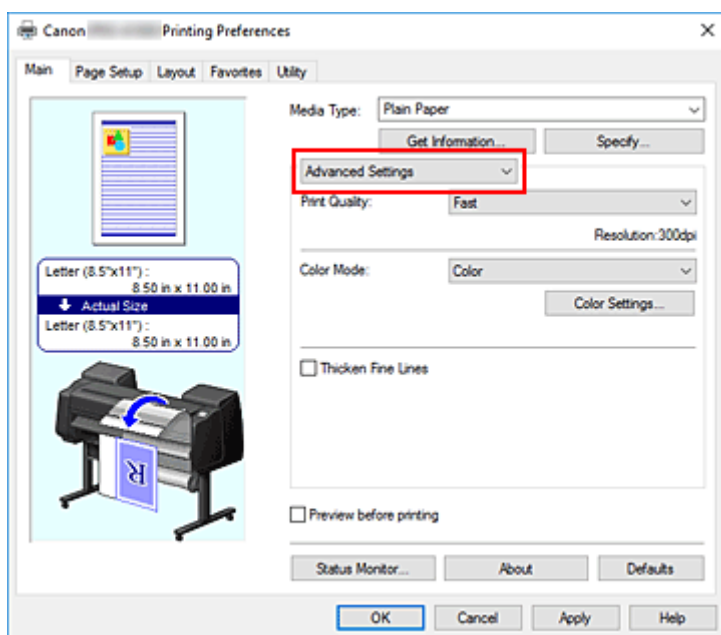 Canon Printing Preferences
Main Page Setup Layout Favorites Utility
Media Type: Plain Paper
Get Information... Specify...
Advanced Settings
Print Quality: Fast
Resolution:300dpi
Color Mode: Color
Color Settings...
Thicken Fine Lines
Letter (8.5"x11") :
8.50 in x 11.00 in
Actual Size
Letter (8.5"x11") :
8.50 in x 11.00 in
R
Preview before printing
Status Monitor... About Defaults
OK Cancel Apply Help